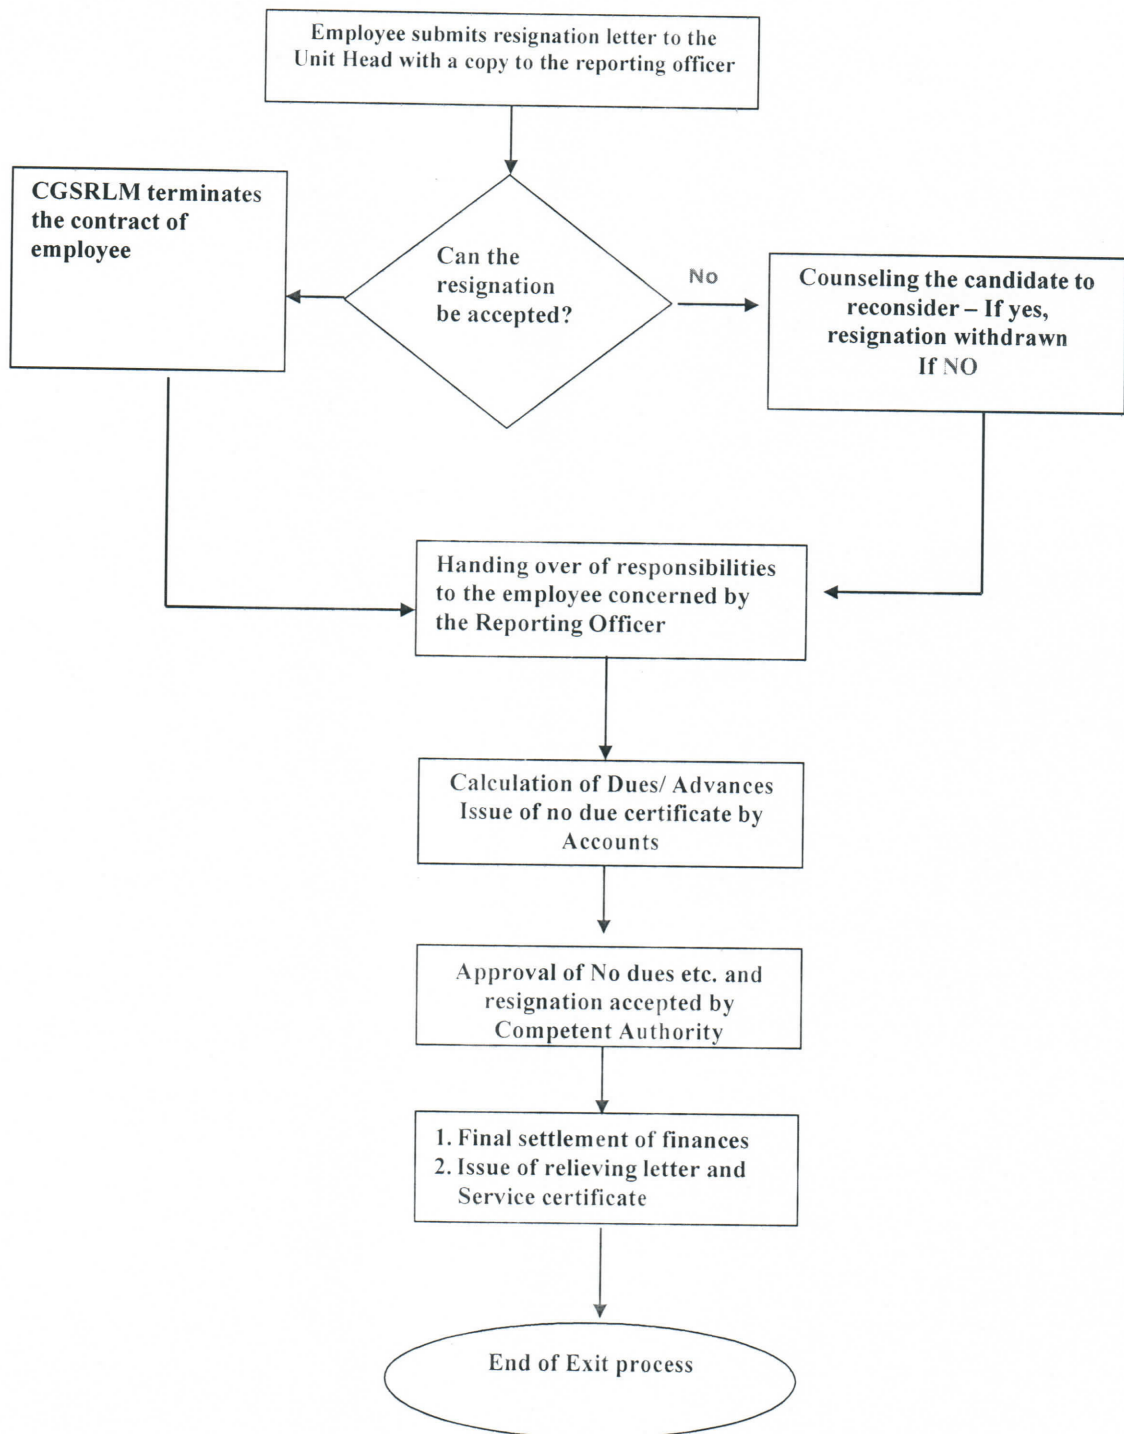 Employee submits resignation letter to the
Unit Head with a copy to the reporting officer
CGSRLM terminates
the contract of
employee
Can the
resignation
be accepted?
No
Counseling the candidate to
reconsider – If yes,
resignation withdrawn
If NO
Handing over of responsibilities
to the employee concerned by
the Reporting Officer
Calculation of Dues/ Advances
Issue of no due certificate by
Accounts
Approval of No dues etc. and
resignation accepted by
Competent Authority
1. Final settlement of finances
2. Issue of relieving letter and
Service certificate
End of Exit process